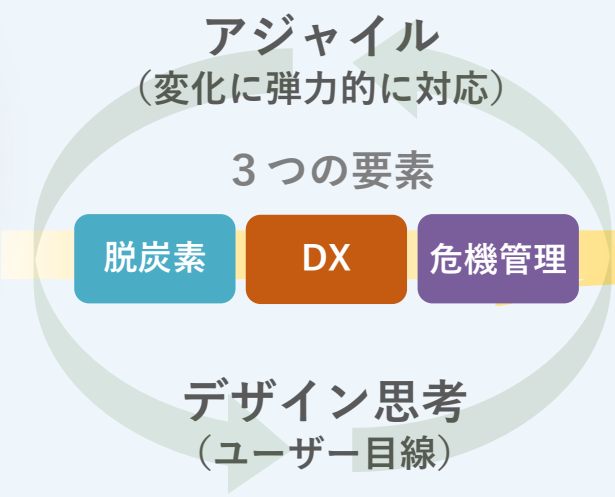 アジャイル
（変化に弾力的に対応）
３つの要素
脱炭素
DX
危機管理
デザイン思考
（ユーザー目線）